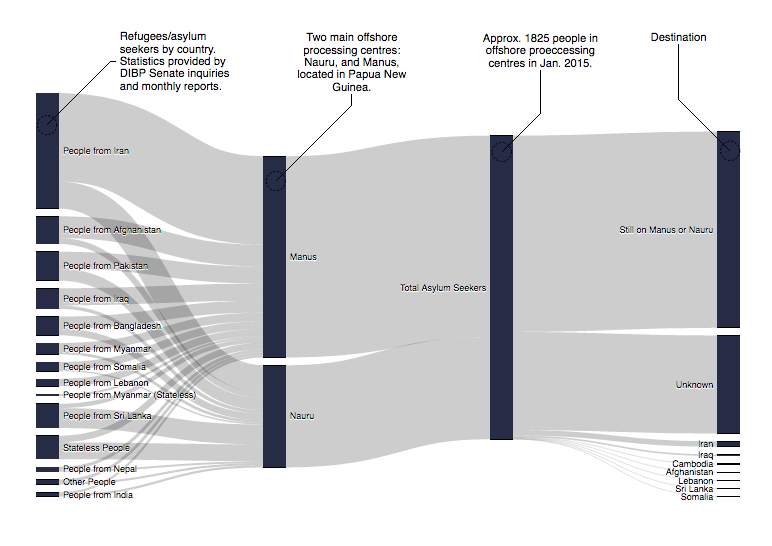 Refugees/asylum
seekers by country.
Statistics provided by
DIBP Senate inquiries
and monthly reports.
Two main offshore
processing centres:
Nauru, and Manus,
located in Papua New
Guinea.
Approx. 1825 people in
offshore proeccessing
centres in Jan. 2015.
Destination
People from Iran
People from Afghanistan
People from Pakistan
People from Iraq
People from Bangladesh
People from Myanmar
People from Somalia
People from Lebanon
People from Myanmar (Stateless)
People from Sri Lanka
Stateless People
People from Nepal
Other People
People from India
Manus
Nauru
Total Asylum Seekers
Still on Manus or Nauru
Unknown
Iran
Iraq
Cambodia
Afghanistan
Lebanon
Sri Lanka
Somalia